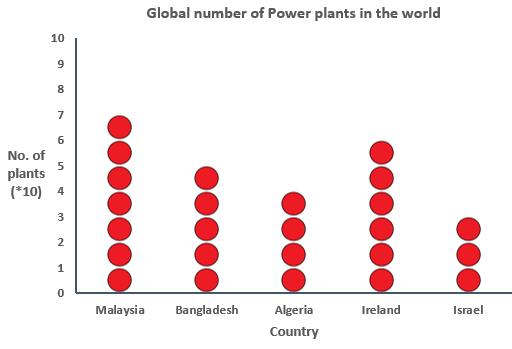 Global number of Power plants in the world
10
9
8
7
6
5
4
3
2
1
0
No. of
plants
(*10)
Malaysia Bangladesh Algeria Ireland Israel
Country